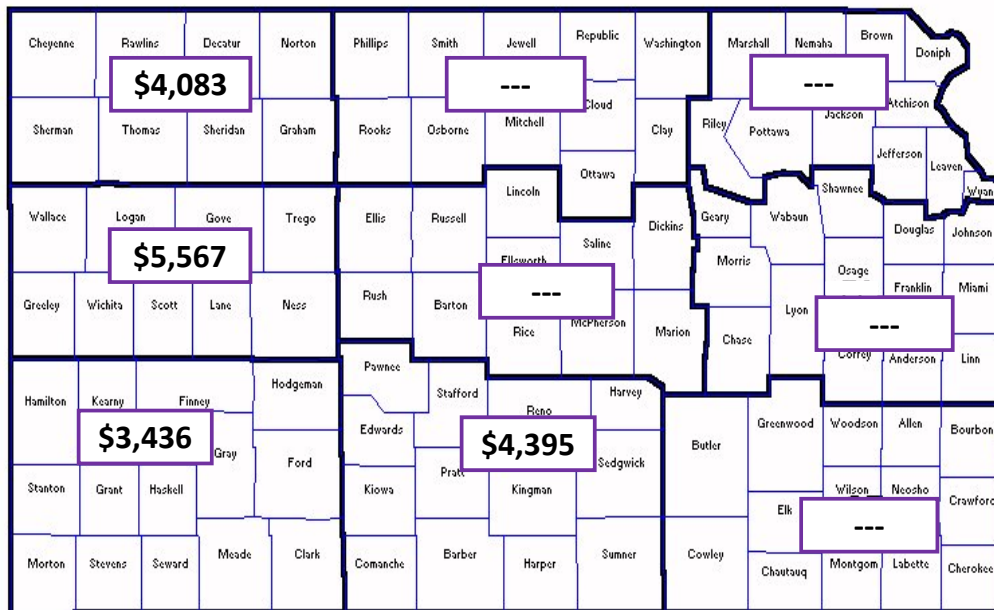 Cheyenne Rawlins Decatur Norton Phillips Smith Jewell Republic Washington Marshall Nemaha Brown Doniph
$4,083 --- ---
Sherman Thomas Sheridan Graham Rooks Osborne Mitchell Cloud Clay Riley Pottawa Jackson Atchison
Jefferson Leaven Wyan
Ottawa
Wallace Logan Gove Trego Ellis Russell Lincoln Dickins Geary Wabaun Shawnee Douglas Johnson
Saline
$5,567 Ellsworth Morris Osage
Greeley Wichita Scott Lane Ness Rush Barton --- Lyon Franklin Miami
Rice McPherson Marion Chase ---
Coffey Anderson Linn
Hamilton Kearny Finney Hodgeman Pawnee Stafford Reno Harvey
Greenwood Woodson Allen Bourbon
$3,436 Gray Edwards $4,395 Butler
Ford Pratt Sedgwick
Stanton Grant Haskell Kiowa Kingman Elk Wilson Neosho Crawford
---
Morton Stevens Seward Meade Clark Comanche Barber Harper Sumner Cowley Chautauq Montgom Labette Cherokee